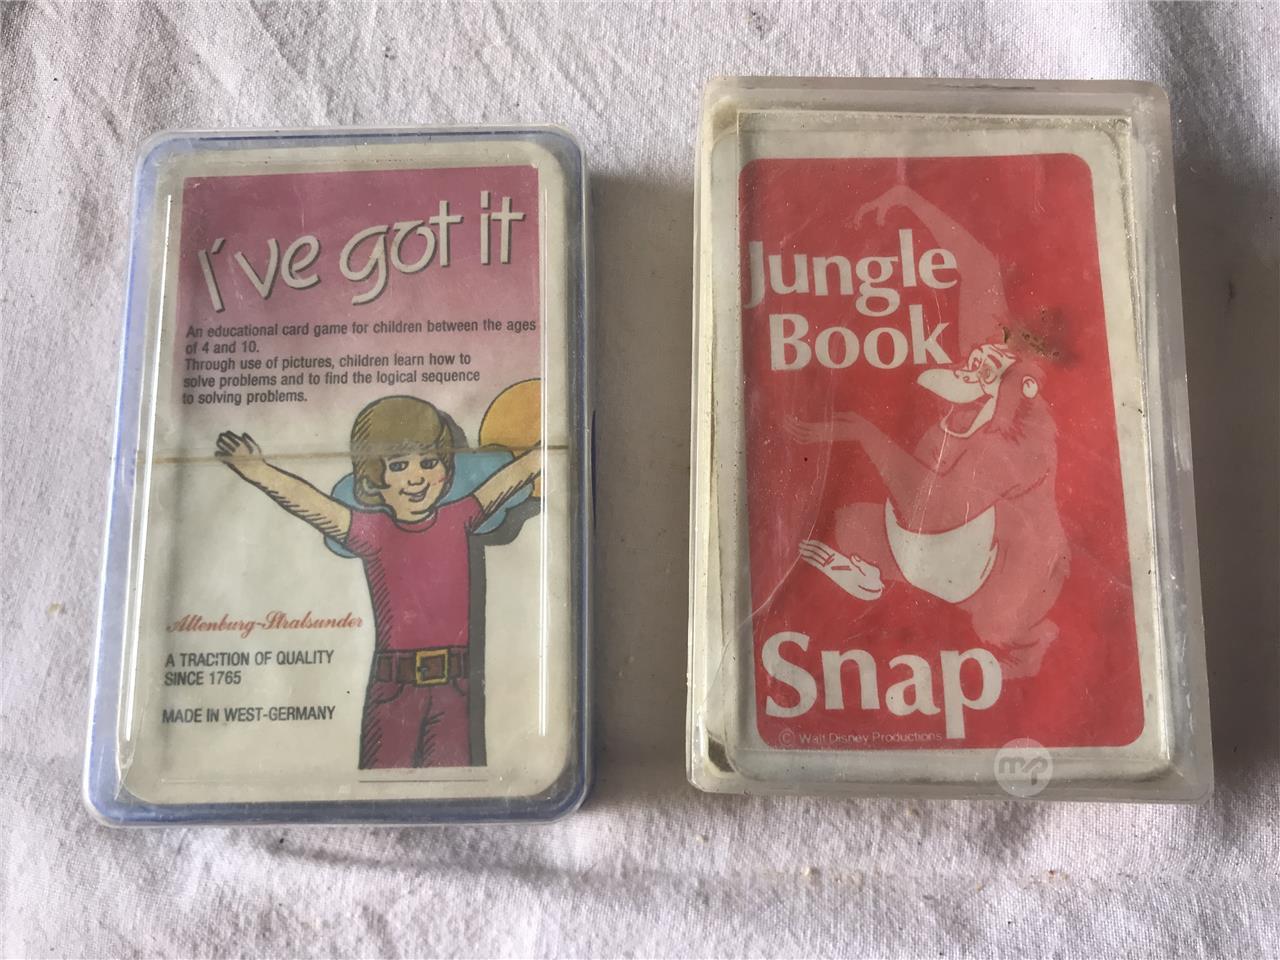 I've got it
An educational card game for children between the ages
of 4 and 10.
Through use of pictures, children learn how to
solve problems and to find the logical sequence
to solving problems.
Altenburg-Stralsunder
A TRADITION OF QUALITY
SINCE 1765
MADE IN WEST-GERMANY
Jungle
Book
Snap
© Walt Disney Productions
mp